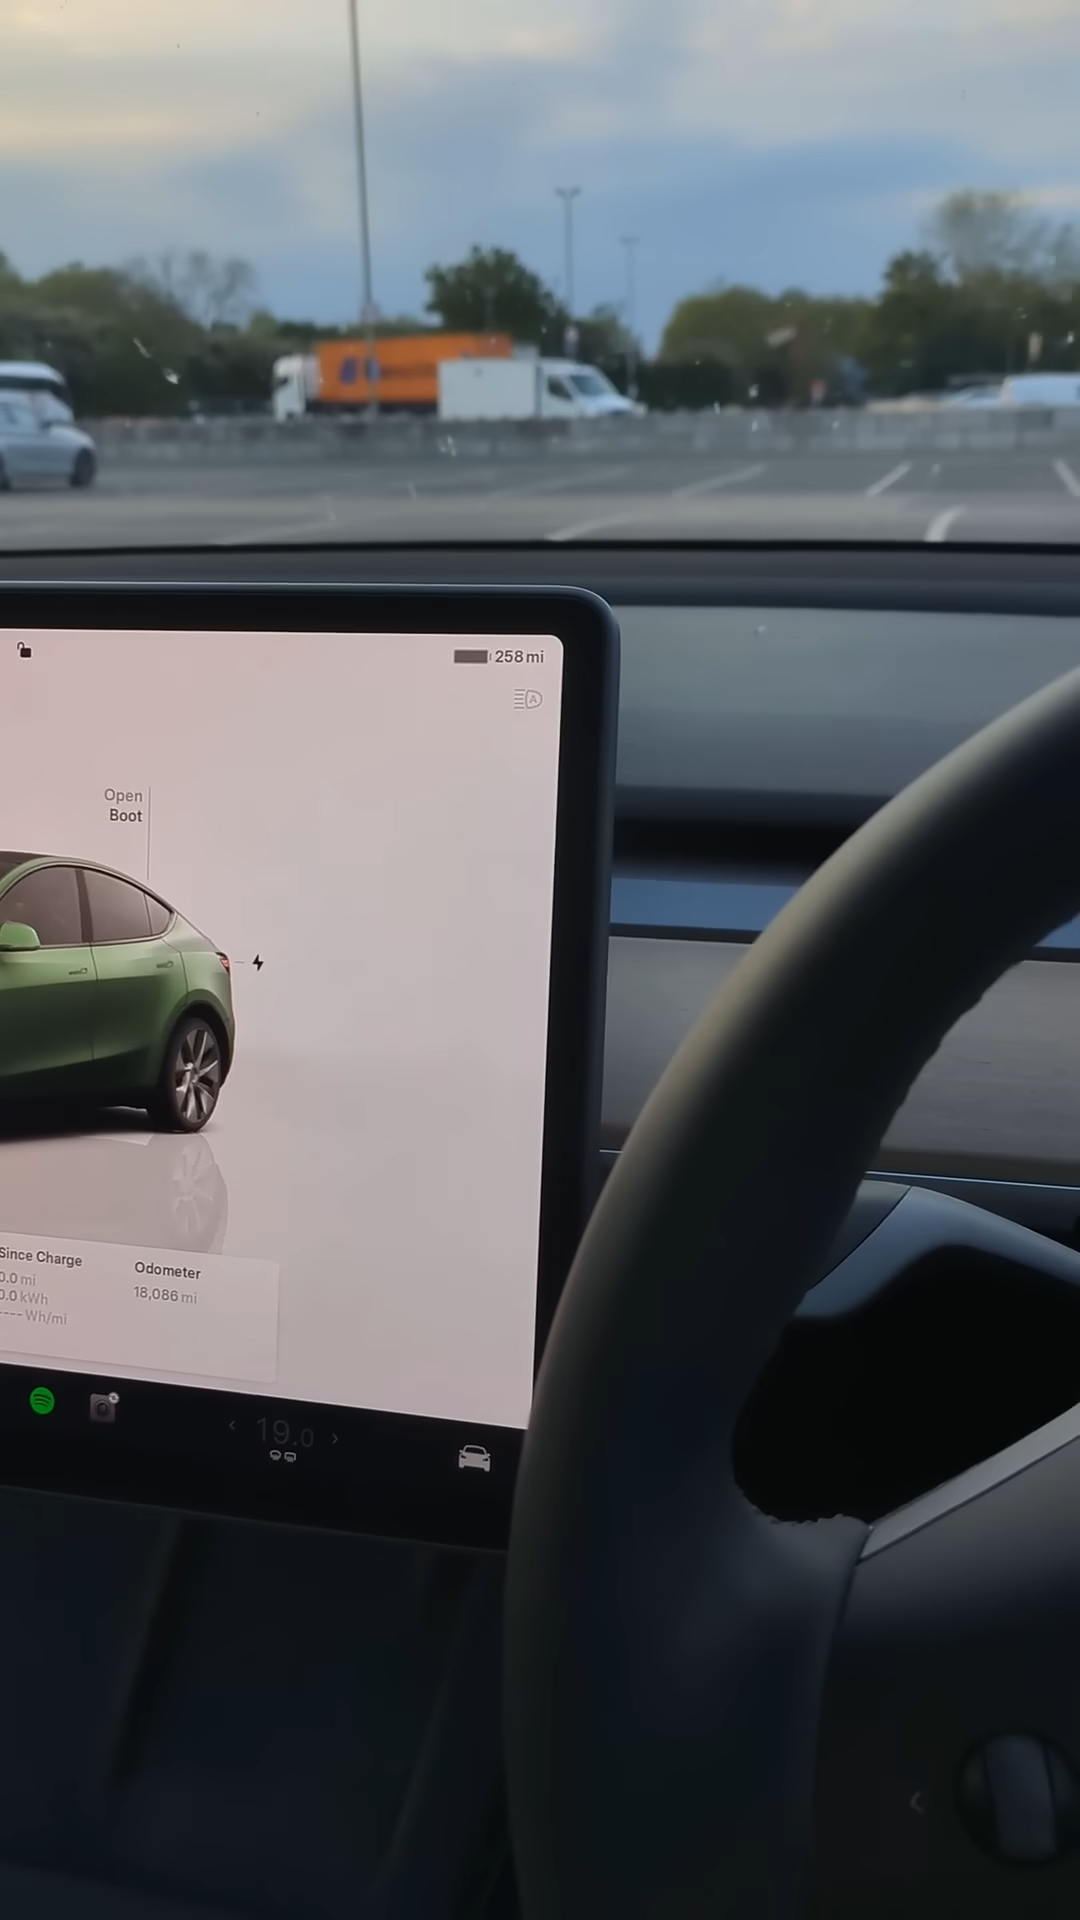 258 mi
A
Open
Boot
Since Charge
0.0 mi
0.0 kWh
---- Wh/mi
Odometer
18,086 mi
19.0